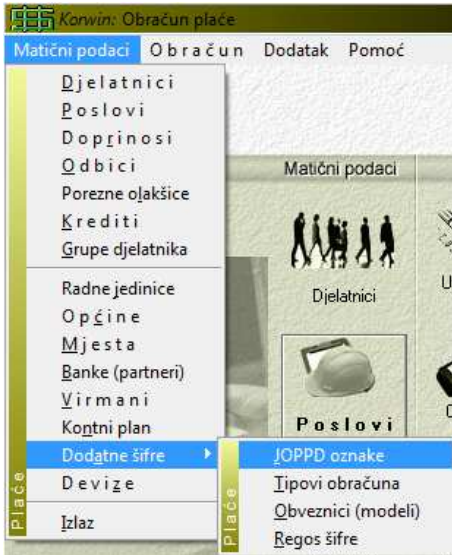 Korwin: Obračun plaće
Matični podaci Obračun Dodatak Pomoć
Djelatnici
Poslovi
Doprinosi
Odbici
Porezne olakšice
Krediti
Grupe djelatnika
Radne jedinice
Općine
Mjesta
Banke (partneri)
Virmani
Kontni plan
Dodatne šifre
Devize
Izlaz
Plaće
JOPPD oznake
Tipovi obračuna
Obveznici (modeli)
Regos šifre
Plaće
Matični podaci
Djelatnici
Poslovi